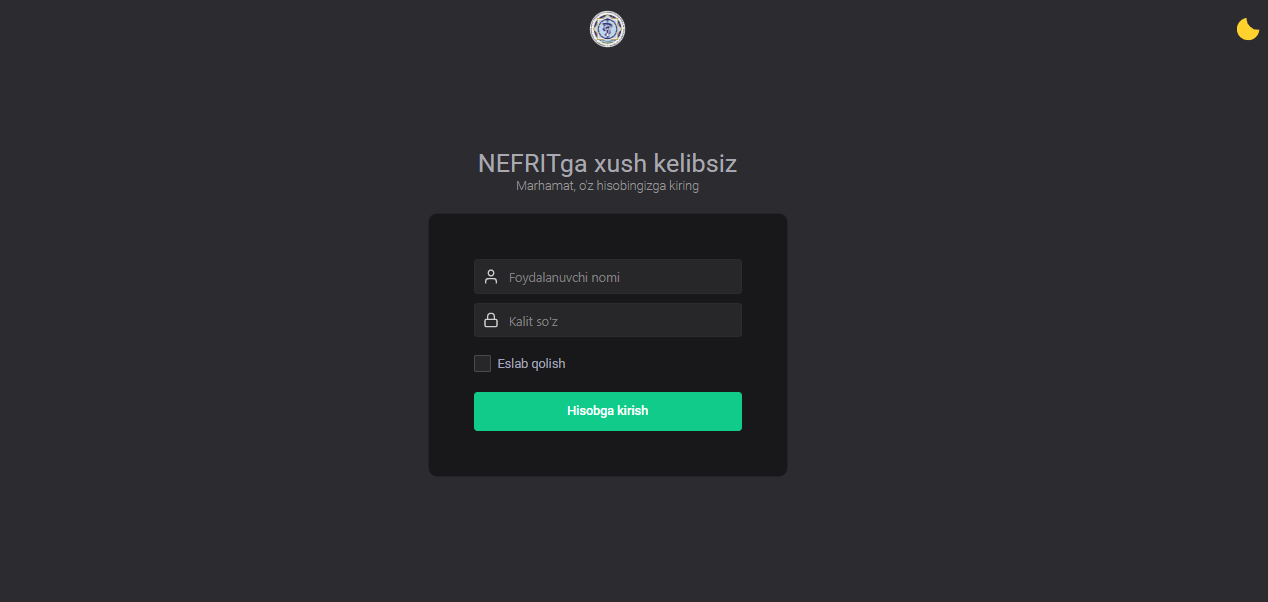 NEFRITga xush kelibsiz
Marhamat, o'z hisobingizga kiring
Foydalanuvchi nomi
Kalit so'z
Eslab qolish
Hisobga kirish